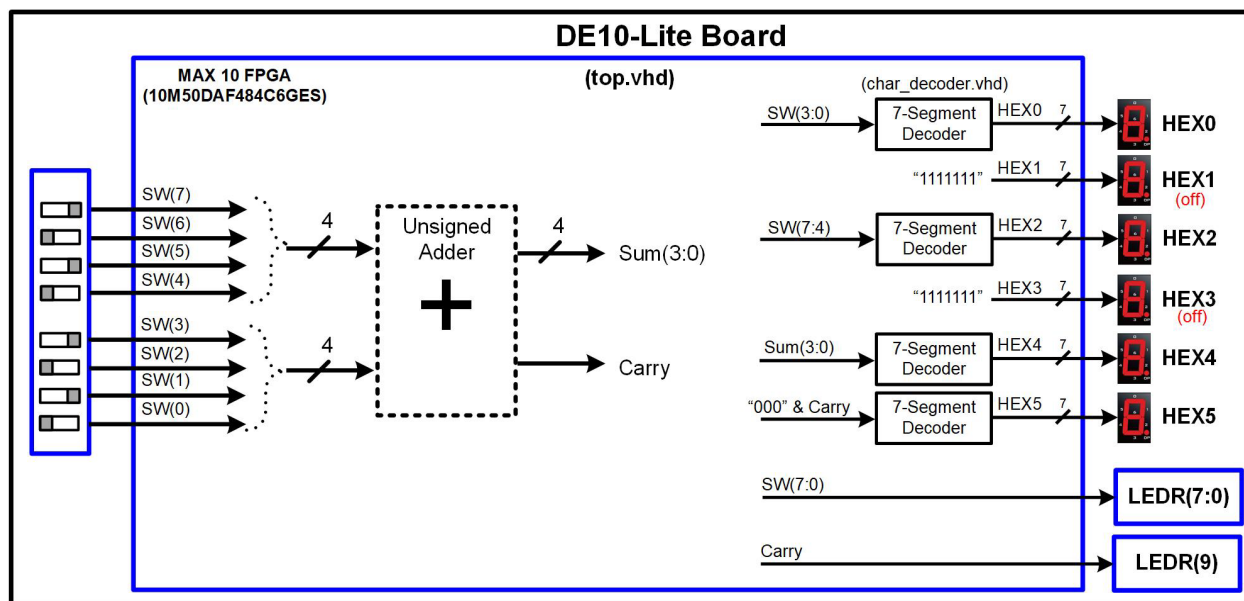 DE10-Lite Board
MAX 10 FPGA
(10M50DAF484C6GES)
(top.vhd)
SW(7)
SW(6)
SW(5)
SW(4)
SW(3)
SW(2)
SW(1)
SW(0)
4
4
Unsigned
Adder
+
4
Sum(3:0)
Carry
(char_decoder.vhd)
SW(3:0)
7-Segment
Decoder
HEX0
7
HEX0
“1111111”
HEX1
7
HEX1
(off)
SW(7:4)
7-Segment
Decoder
HEX2
7
HEX2
“1111111”
HEX3
7
HEX3
(off)
Sum(3:0)
7-Segment
Decoder
HEX4
7
HEX4
“000” & Carry
7-Segment
Decoder
HEX5
7
HEX5
SW(7:0)
LEDR(7:0)
Carry
LEDR(9)